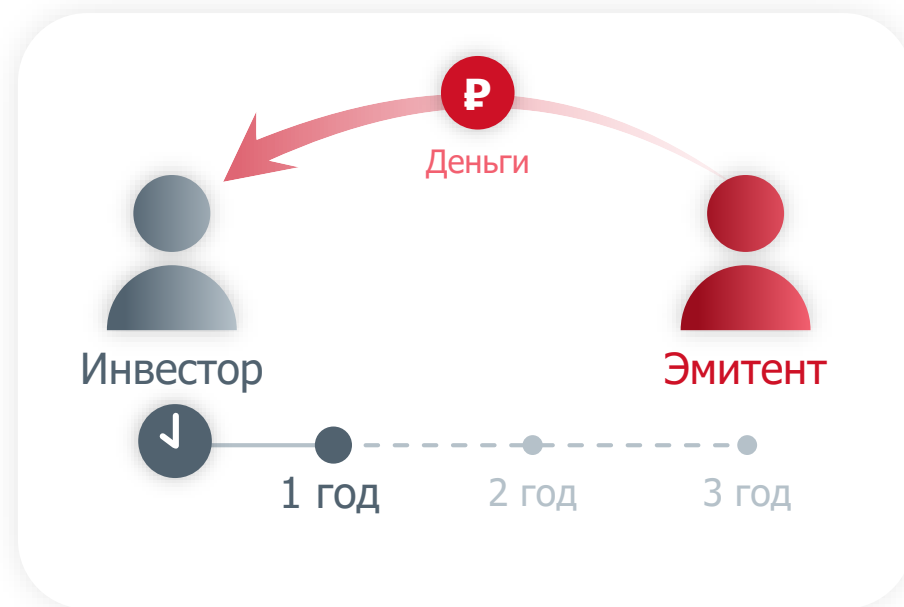 ₽
Деньги
Инвестор
Эмитент
1 год
2 год
3 год